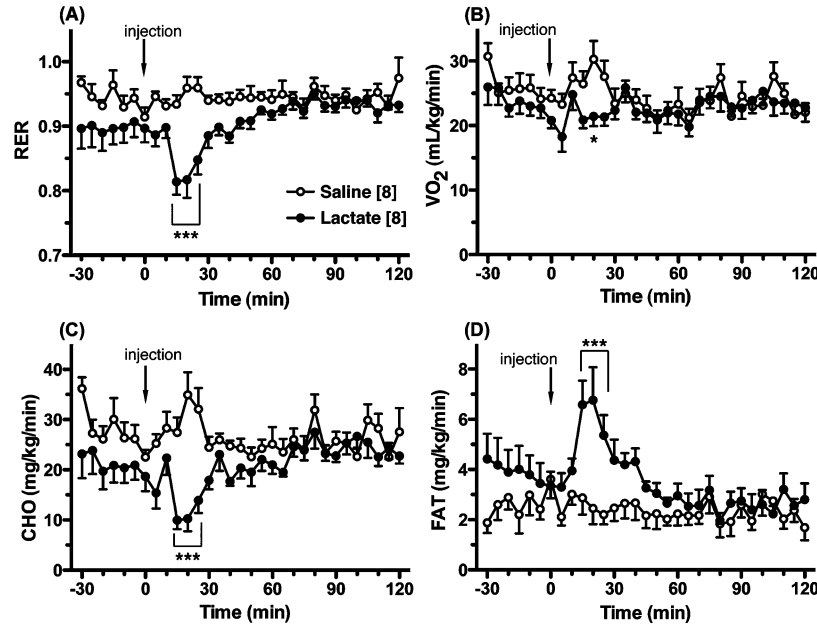 (A)
injection
1.0
0.9
0.8
0.7
RER
Saline [8]
Lactate [8]
***
-30 0 30 60 90 120
Time (min)
(B)
injection
30
20
10
0
VO2 (mL/kg/min)
*
-30 0 30 60 90 120
Time (min)
(C)
injection
40
30
20
10
0
CHO (mg/kg/min)
***
-30 0 30 60 90 120
Time (min)
(D)
***
injection
8
6
4
2
0
FAT (mg/kg/min)
-30 0 30 60 90 120
Time (min)